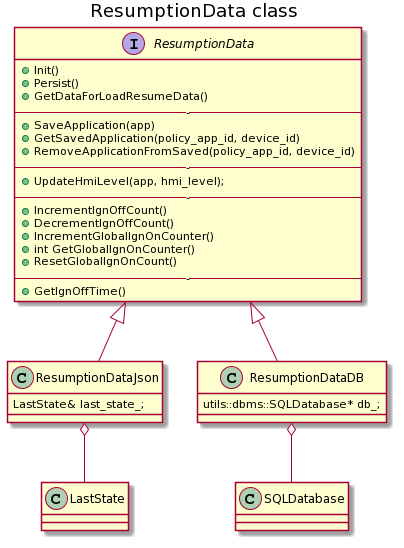 ResumptionData class
I ResumptionData
Init()
Persist()
GetDataForLoadResumeData()
SaveApplication(app)
GetSavedApplication(policy_app_id, device_id)
RemoveApplicationFromSaved(policy_app_id, device_id)
UpdateHmiLevel(app, hmi_level);
IncrementIgnOffCount()
DecrementIgnOffCount()
IncrementGlobalIgnOnCounter()
int GetGlobalIgnOnCounter()
ResetGlobalIgnOnCount()
GetIgnOffTime()
C ResumptionDataJson
LastState& last_state_;
C ResumptionDataDB
utils::dbms::SQLDatabase* db_;
C LastState
C SQLDatabase